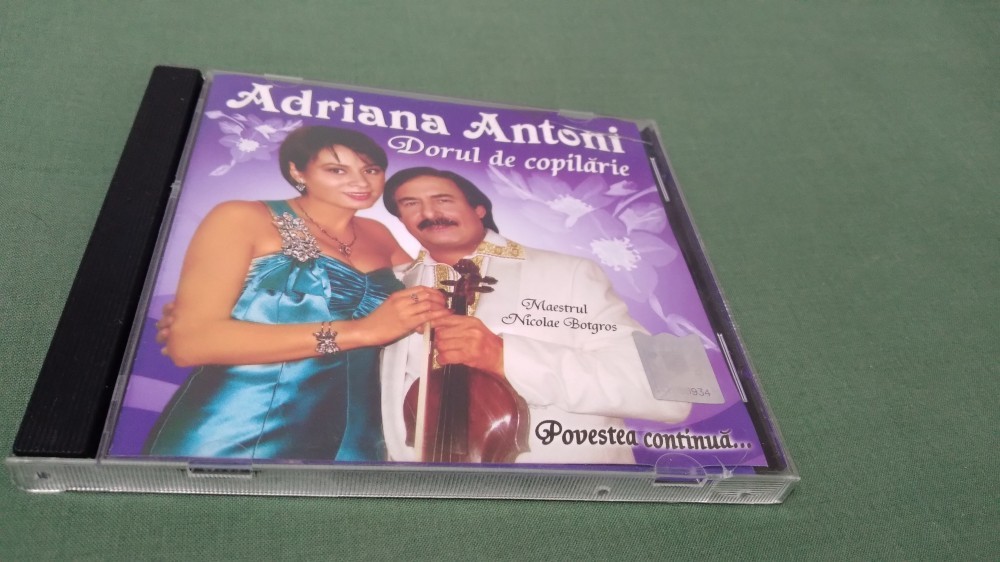 Adriana Antoni
Dorul de copilărie
Maestrul
Nicolae Botgros
Povestea continuă...